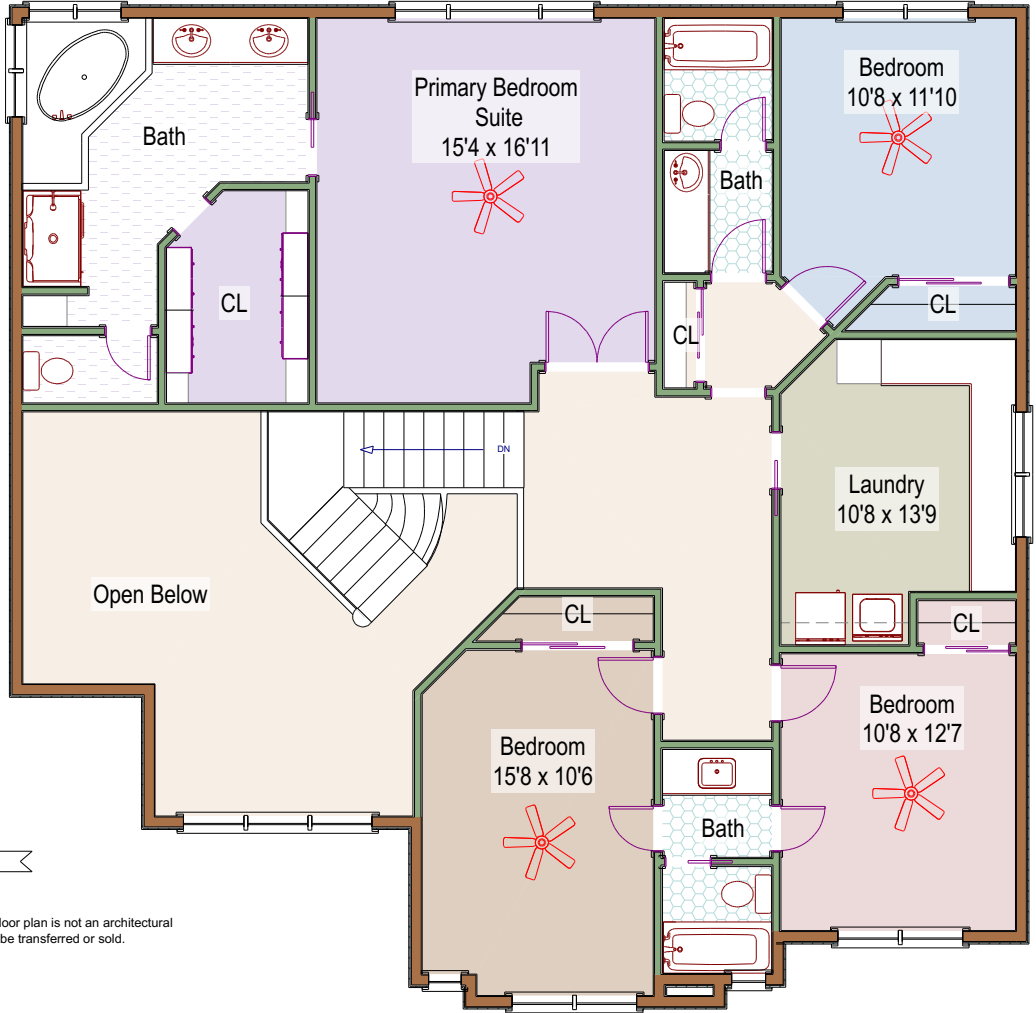 Primary Bedroom
Suite
15'4 x 16'11
Bedroom
10'8 x 11'10
Bath
Bath
CL
CL
CL
DN
Laundry
10'8 x 13'9
Open Below
CL
CL
Bedroom
15'8 x 10'6
Bedroom
10'8 x 12'7
Bath
loor plan is not an architectural
be transferred or sold.